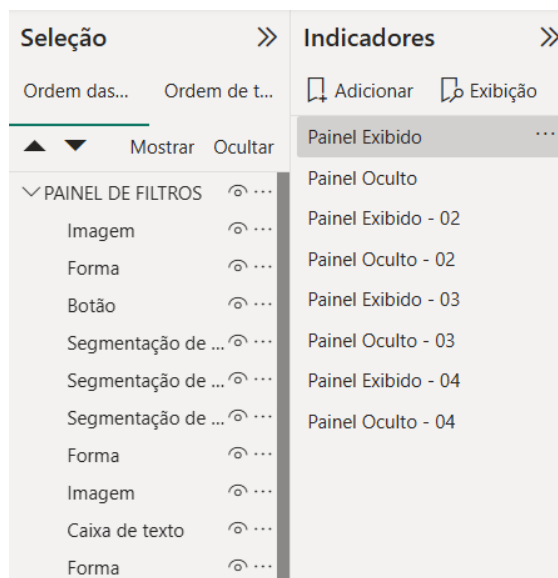 Seleção
Ordem das... Ordem de t...
Mostrar Ocultar
PAINEL DE FILTROS
Imagem
Forma
Botão
Segmentação de ...
Segmentação de ...
Segmentação de ...
Forma
Imagem
Caixa de texto
Forma
Indicadores
Adicionar Exibição
Painel Exibido
Painel Oculto
Painel Exibido - 02
Painel Oculto - 02
Painel Exibido - 03
Painel Oculto - 03
Painel Exibido - 04
Painel Oculto - 04